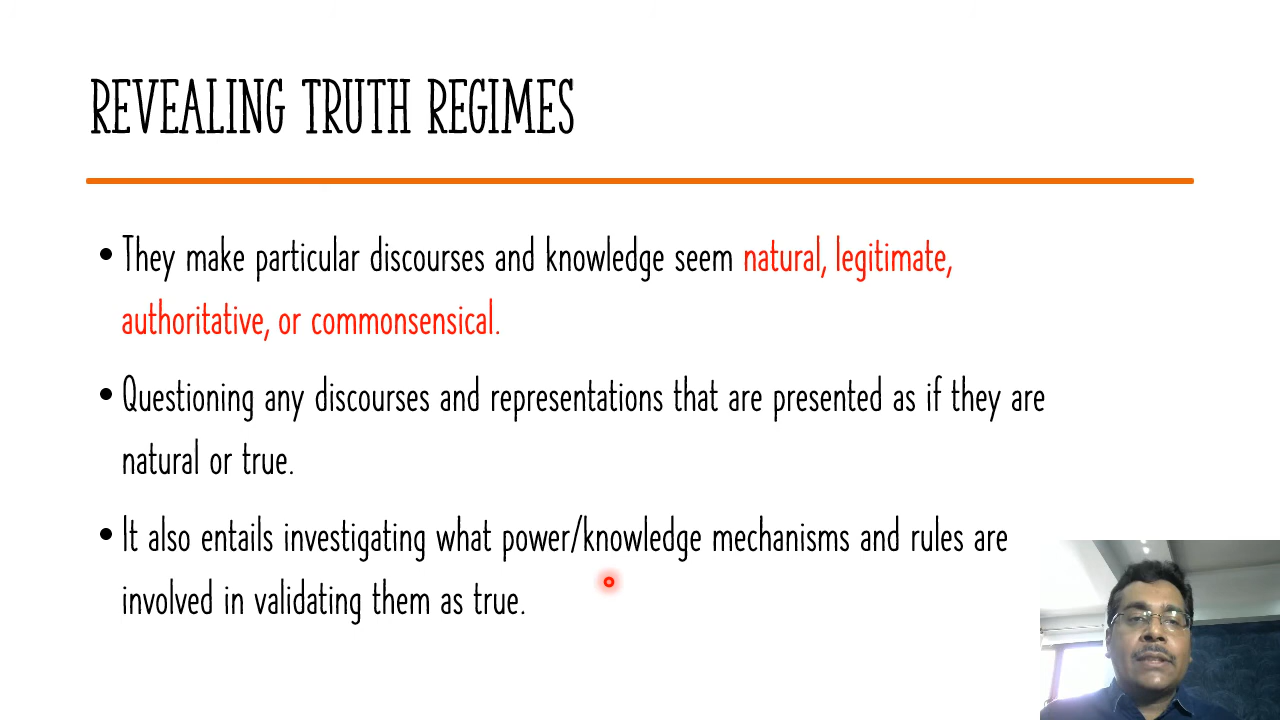 REVEALING TRUTH REGIMES
• They make particular discourses and knowledge seem natural, legitimate,
authoritative, or commonsensical.
• Questioning any discourses and representations that are presented as if they are
natural or true.
• It also entails investigating what power/knowledge mechanisms and rules are
involved in validating them as true.